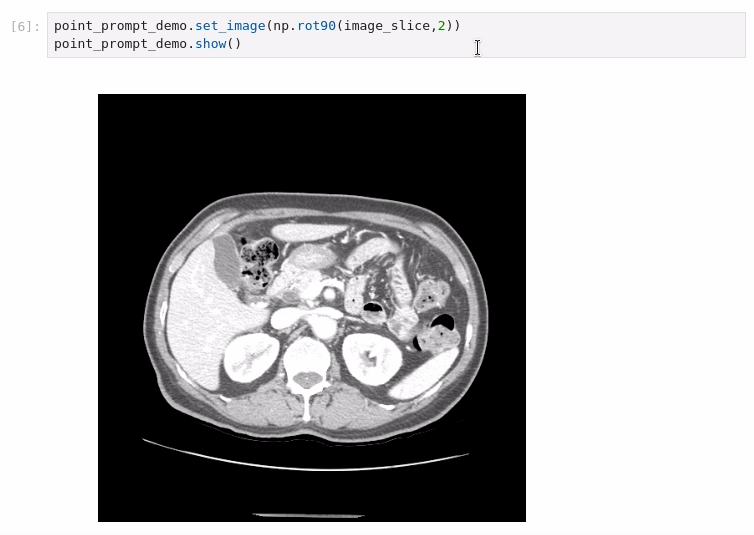 [6]: point_prompt_demo.set_image(np.rot90(image_slice,2))
point_prompt_demo.show()